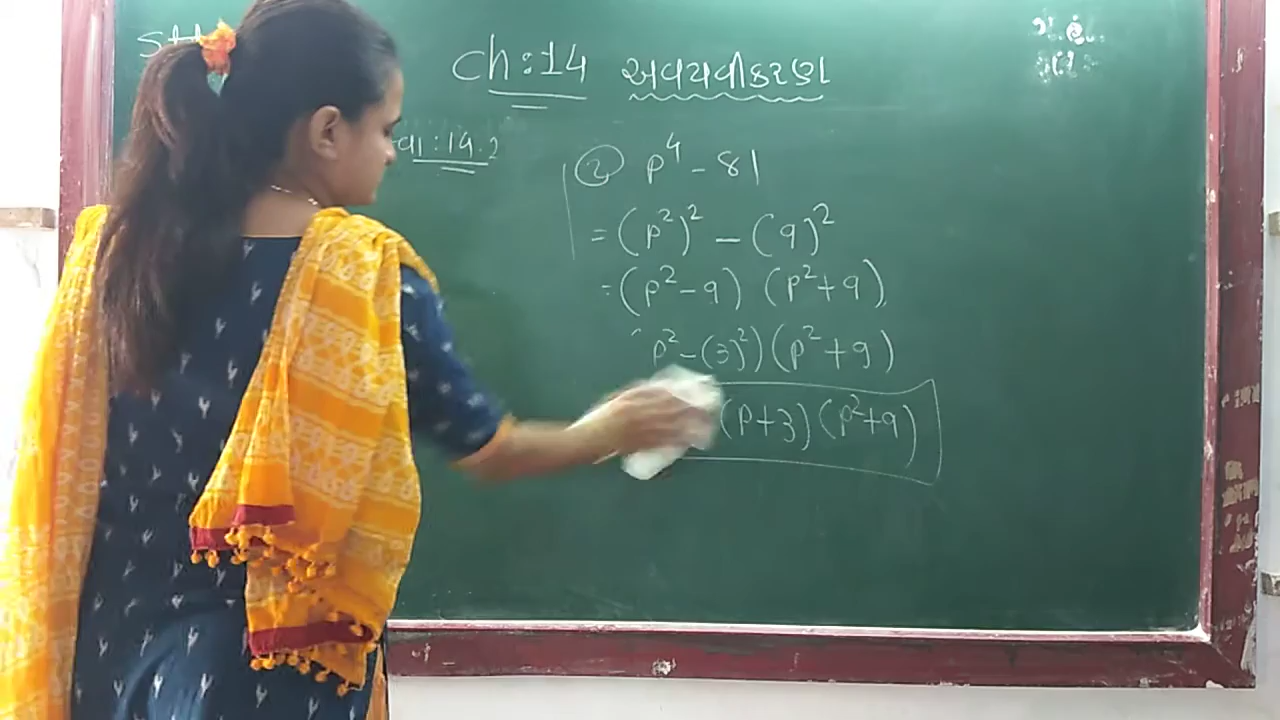 Ch:14 અવયવીકરણ
14.2
② p⁴ - 81
= (p²)² - (9)²
= (p² - 9) (p² + 9)
p² - (3)²) (p² + 9)
(p + 3) (p² + 9)